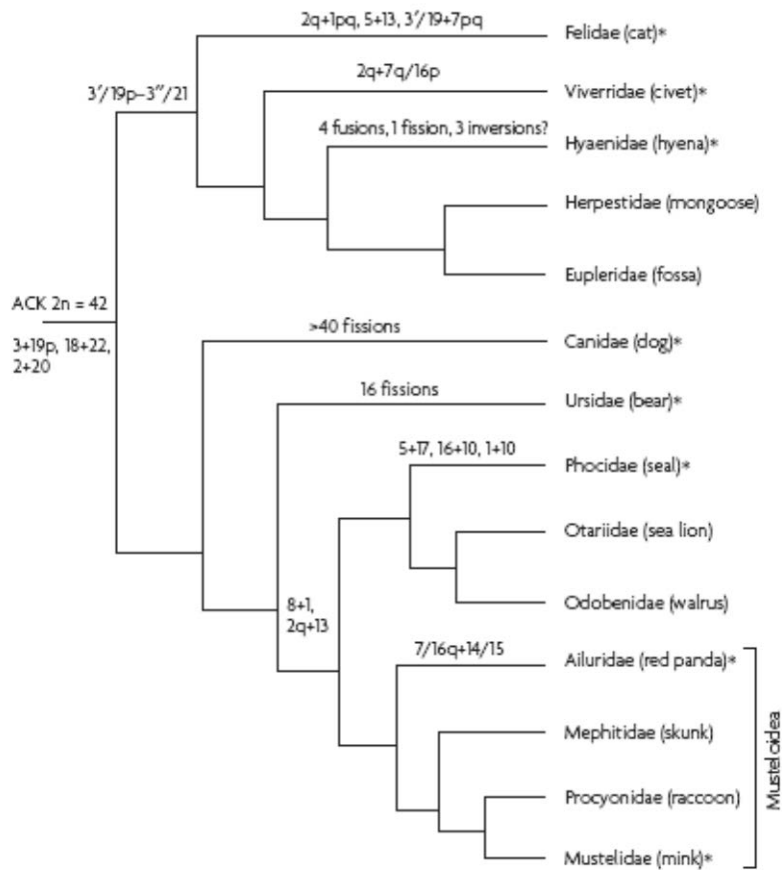 2q+1pq, 5+13, 3′/19+7pq
Felidae (cat)*
2q+7q/16p
3′/19p–3″/21
Viverridae (civet)*
4 fusions, 1 fission, 3 inversions?
Hyaenidae (hyena)*
Herpestidae (mongoose)
Eupleridae (fossa)
ACK 2n = 42
3+19p, 18+22,
2+20
>40 fissions
Canidae (dog)*
16 fissions
Ursidae (bear)*
5+17, 16+10, 1+10
Phocidae (seal)*
Otariidae (sea lion)
8+1,
2q+13
Odobenidae (walrus)
7/16q+14/15
Ailuridae (red panda)*
Mephitidae (skunk)
Procyonidae (raccoon)
Mustelidae (mink)*
Musteloidea